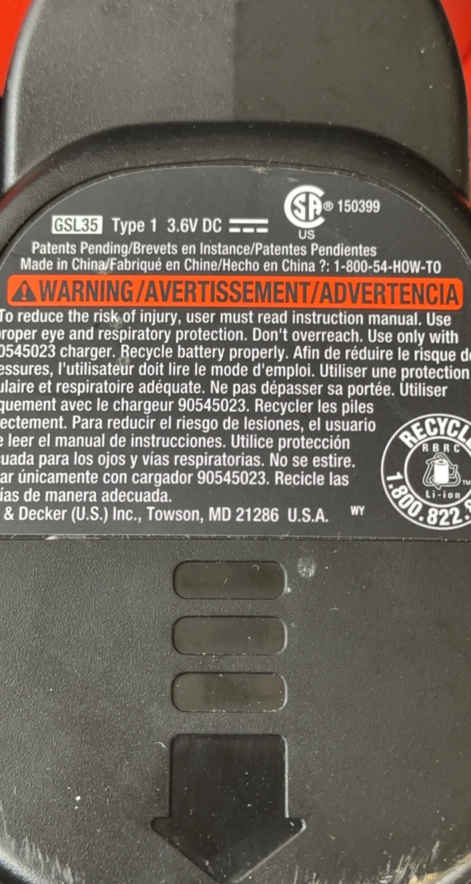 GSL35 Type 1 3.6V DC
SA® 150399
US
Patents Pending/Brevets en Instance/Patentes Pendientes
Made in China/Fabriqué en Chine/Hecho en China ?: 1-800-54-HOW-TO
WARNING/AVERTISSEMENT/ADVERTENCIA
To reduce the risk of injury, user must read instruction manual. Use
roper eye and respiratory protection. Don't overreach. Use only with
0545023 charger. Recycle battery properly. Afin de réduire le risque d
essures, l'utilisateur doit lire le mode d'emploi. Utiliser une protection
ulaire et respiratoire adéquate. Ne pas dépasser sa portée. Utiliser
quement avec le chargeur 90545023. Recycler les piles
ectement. Para reducir el riesgo de lesiones, el usuario
e leer el manual de instrucciones. Utilice protección
uada para los ojos y vías respiratorias. No se estire.
ar únicamente con cargador 90545023. Recicle las
ías de manera adecuada.
& Decker (U.S.) Inc., Towson, MD 21286 U.S.A. WY
RECYCL
RBRC
Li-ion
TM
1.800.822.